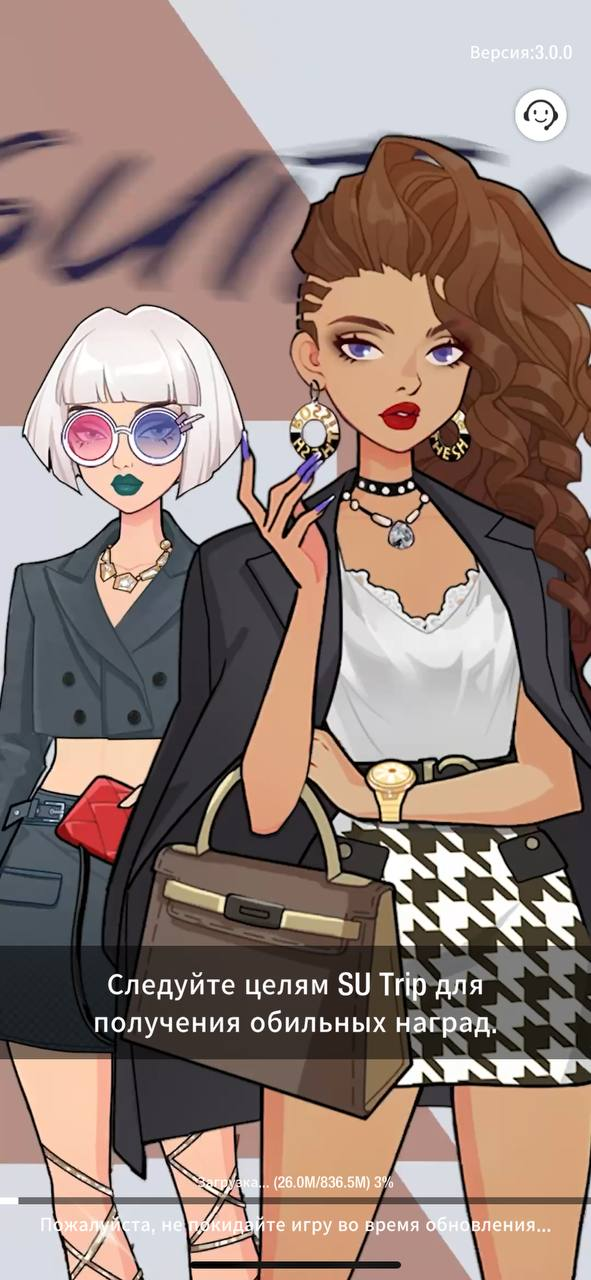 Версия:3.0.0
Следуйте целям SU Trip для
получения обильных наград.
Загрузка... (26.0M/836.5M) 3%
Пожалуйста, не покидайте игру во время обновления...